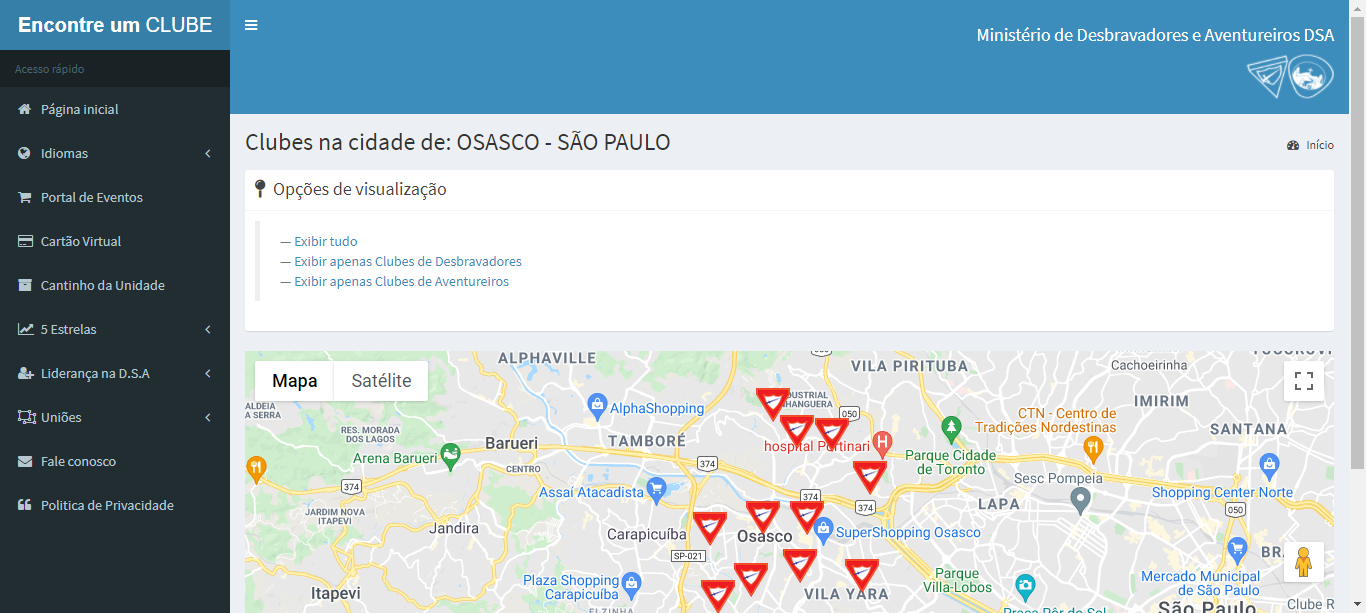 Encontre um CLUBE
Ministério de Desbravadores e Aventureiros DSA
Acesso rápido
Página inicial
Idiomas
Portal de Eventos
Cartão Virtual
Cantinho da Unidade
5 Estrelas
Liderança na D.S.A
Uniões
Fale conosco
Politica de Privacidade
Clubes na cidade de: OSASCO - SÃO PAULO
Início
Opções de visualização
— Exibir tudo
— Exibir apenas Clubes de Desbravadores
— Exibir apenas Clubes de Aventureiros
Mapa
Satélite
ALPHAVILLE
VILA PIRITUBA
Cachoeirinha
IMIRIM
ALDEIA
A SERRA
AlphaShopping
050
CTN - Centro de
Tradições Nordestinas
RES. MORADA
DOS LAGOS
Barueri
TAMBORÉ
SANTANA
hospital Portinari
Arena Barueri
CENTRO
374
Parque Cidade
de Toronto
Sesc Pompeia
374
Assaí Atacadista
374
374
LAPA
Shopping Center Norte
050
JARDIM NOVA
ITAPEVI
Jandira
Carapicuíba
Osasco
SuperShopping Osasco
SP-021
Plaza Shopping
Carapicuíba
Itapevi
VILA YARA
Parque
Villa-Lobos
Mercado Municipal
de São Paulo
São Paulo
Clube R